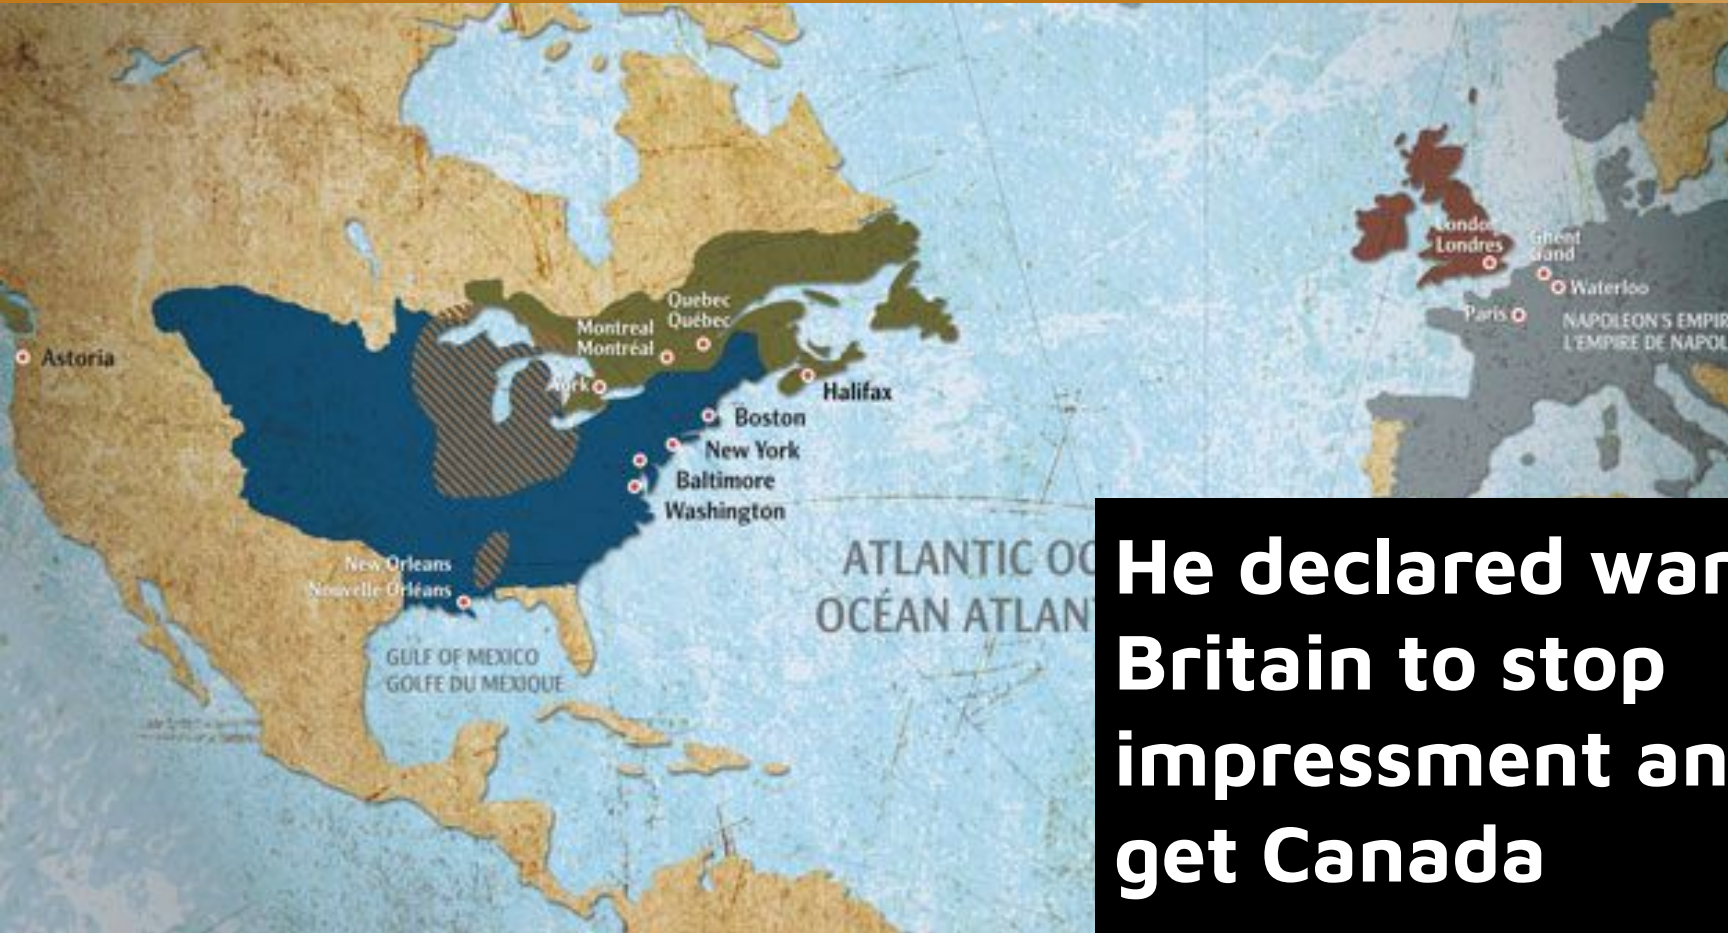 Astoria
Montreal
Montréal
Quebec
Québec
York
Halifax
Boston
New York
Baltimore
Washington
New Orleans
Nouvelle Orléans
GULF OF MEXICO
GOLFE DU MEXIQUE
ATLANTIC OC
OCÉAN ATLAN
London
Londres
Ghent
Gand
Waterloo
Paris
NAPOLEON'S EMPIR
L'EMPIRE DE NAPOL
He declared war
Britain to stop
impressment an
get Canada